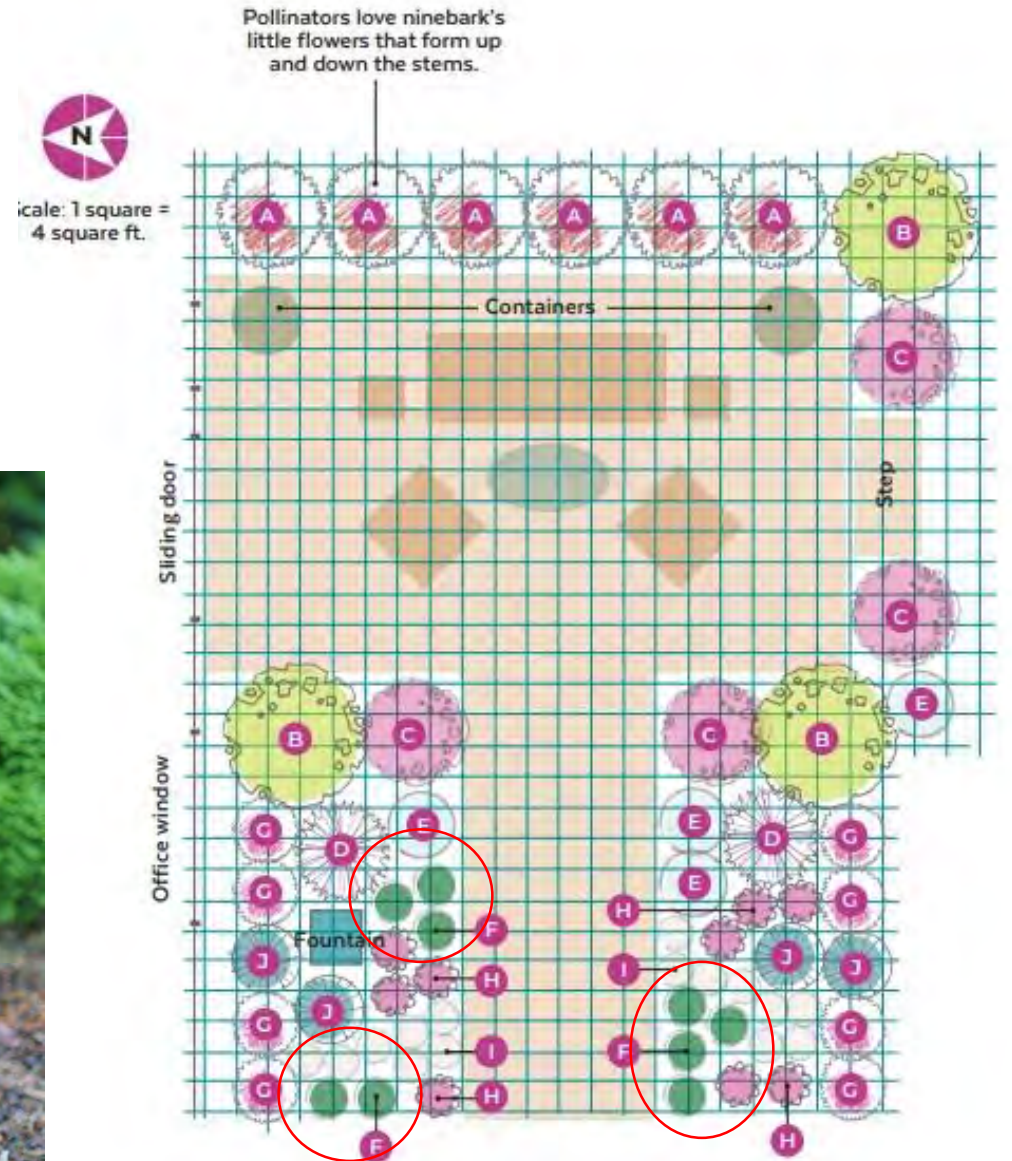 Pollinators love ninebark's
little flowers that form up
and down the stems.
N
cale: 1 square =
4 square ft.
A A A A A A B
Containers
C
Step
Sliding door
C
E
B C C B
Office window
E E
G D D G
E
G H G
F
Fountain
J H I J J
J
G I F G
G H G
F H